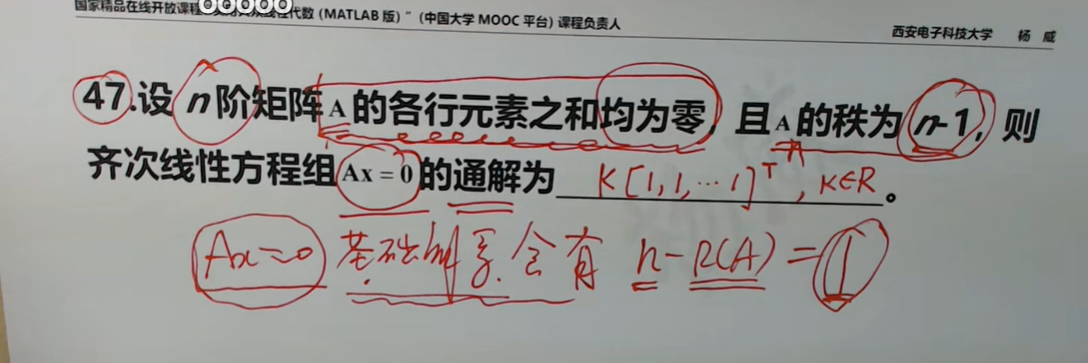 国家精品在线开放课程 线性代数 (MATLAB 版) ” (中国大学 MOOC 平台) 课程负责人
西安电子科技大学 杨 威
47.设 n 阶矩阵 A 的各行元素之和均为零,且 A 的秩为 n-1,则
齐次线性方程组 Ax = 0 的通解为 K[1,1,…1]ᵀ, K∈R 。
Ax=0 基础解系含有 n-R(A)=1